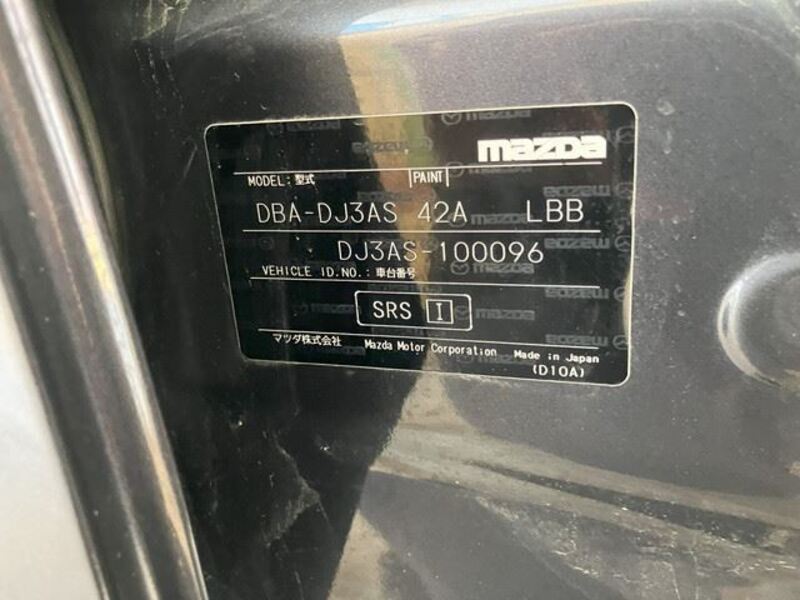 mazda
MODEL:型式 PAINT
DBA-DJ3AS 42A LBB
DJ3AS-100096
VEHICLE ID.NO.:車台番号
SRS I
マツダ株式会社 Mazda Motor Corporation Made in Japan
(D10A)